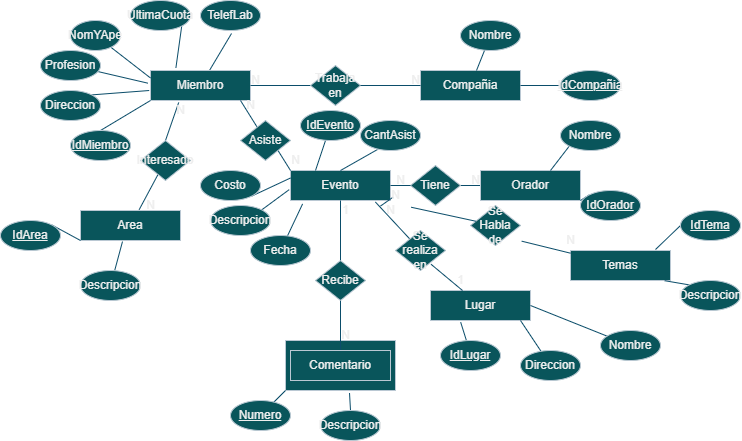 UltimaCuota
TelefLab
NomYApe
Nombre
Profesion
Miembro
N
Trabaja
en
N
Compañia
IdCompañia
Direccion
N
N
IdEvento
CantAsist
Nombre
IdMiembro
Asiste
Interesado
N
Costo
Evento
N
Tiene
N
Orador
N
Descripcion
1
N
IdOrador
IdArea
Area
Se
Habla
de
IdTema
Fecha
Se
realiza
en
N
Temas
Descripcion
Recibe
1
Descripcion
Lugar
N
Nombre
IdLugar
Direccion
Comentario
Numero
Descripcion